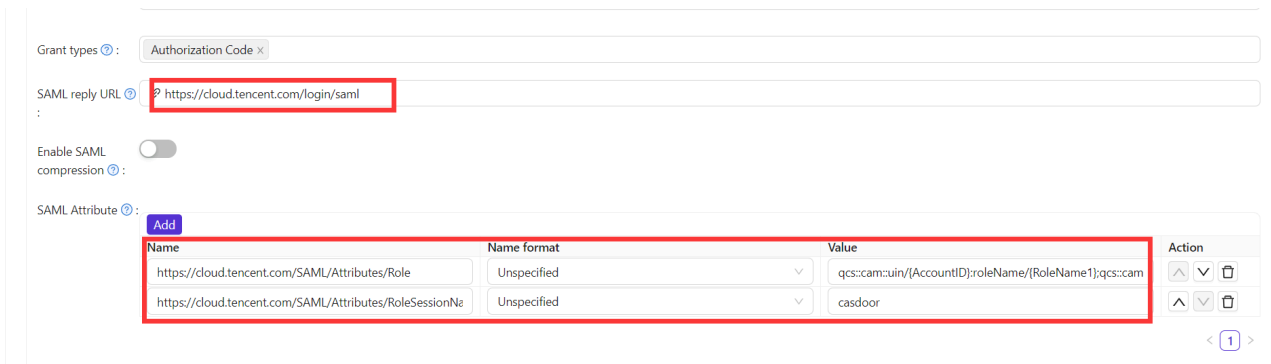 Grant types ? :
Authorization Code ×
SAML reply URL ? :
https://cloud.tencent.com/login/saml
Enable SAML
compression ? :
SAML Attribute ? :
Add
Name Name format Value Action
https://cloud.tencent.com/SAML/Attributes/Role Unspecified qcs::cam::uin/{AccountID}:roleName/{RoleName1};qcs::cam
https://cloud.tencent.com/SAML/Attributes/RoleSessionNa Unspecified casdoor
< 1 >